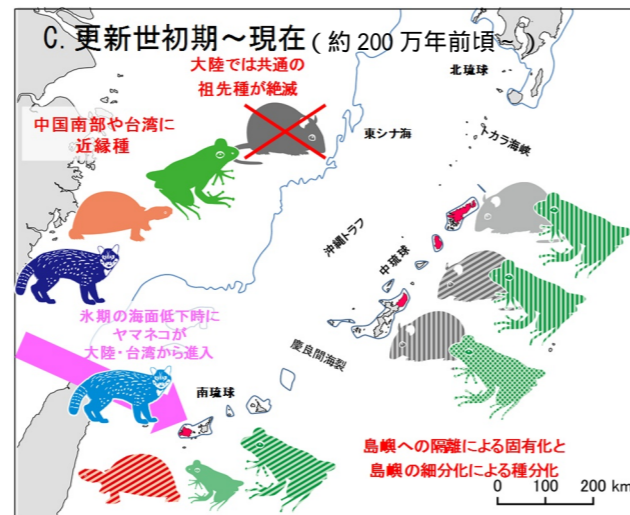 C. 更新世初期～現在 ( 約 200 万年前頃～)
大陸では共通の
祖先種が絶滅
北琉球
中国南部や台湾に
近縁種
東シナ海
トカラ海峡
沖縄トラフ
中琉球
氷期の海面低下時に
ヤマネコが
大陸・台湾から進入
慶良間海裂
南琉球
島嶼への隔離による固有化と
島嶼の細分化による種分化
0 100 200 km